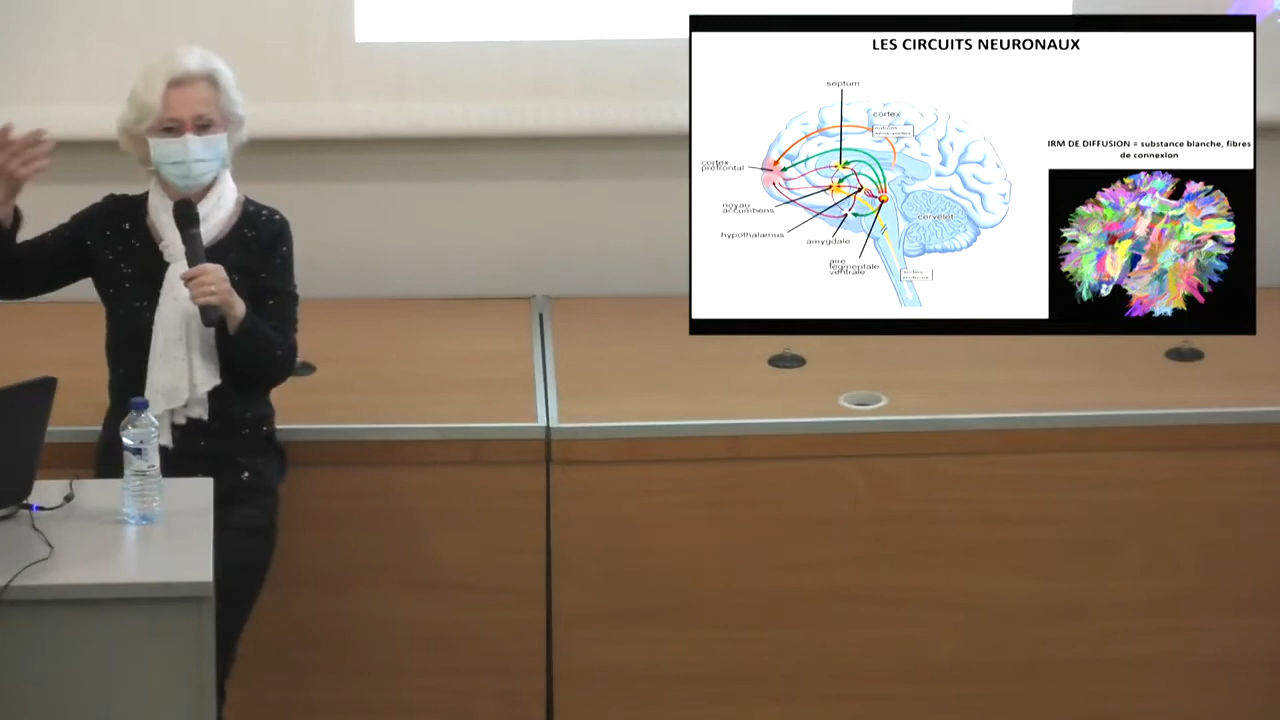 LES CIRCUITS NEURONAUX
septum
cortex
cortex
préfrontal
IRM DE DIFFUSION = substance blanche, fibres
de connexion
noyau
accumbens
cervelet
hypothalamus
amygdale
aire
tegmentale
ventrale